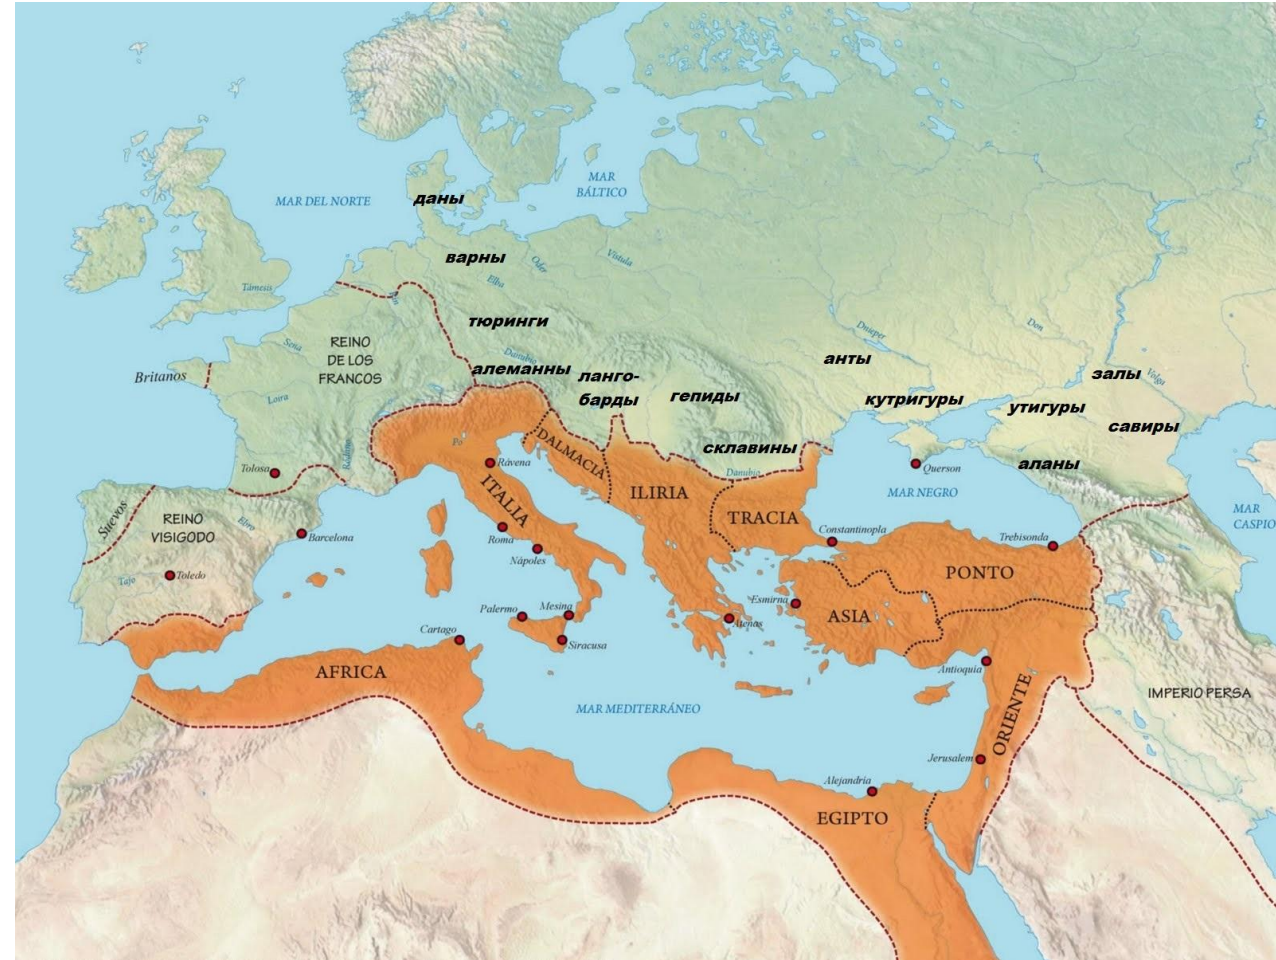 MAR
BÁLTICO
MAR DEL NORTE
даны
варны
Vístula
Oder
Elba
Támesis
Rin
тюринги
Dnieper
Don
Sena
REINO
DE LOS
FRANCOS
Danubio
анты
алеманны
ланго-
барды
Britanos
залы
Volga
Loira
гепиды
кутригуры
утигуры
савиры
Po
DALMACIA
склавины
Ródano
Tolosa
Rávena
Danubio
Querson
аланы
MAR NEGRO
ITALIA
ILIRIA
TRACIA
MAR
CASPIO
Suevos
REINO
VISIGODO
Ebro
Barcelona
Roma
Constantinopla
Trebisonda
Nápoles
Tajo
Toledo
PONTO
Esmirna
Palermo
Mesina
ASIA
Atenas
Cartago
Siracusa
AFRICA
Antioquía
IMPERIO PERSA
MAR MEDITERRÁNEO
ORIENTE
Jerusalem
Alejandría
EGIPTO